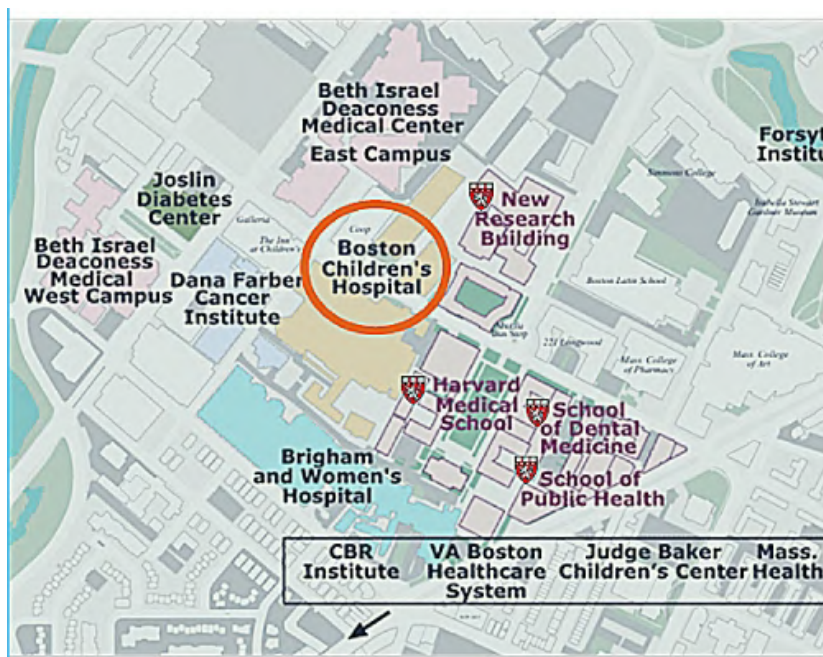 Beth Israel
Deaconess
Medical Center
East Campus
Forsyt
Institu
Joslin
Diabetes
Center
New
Research
Building
Simmons College
Isabella Stewart
Gardner Museum
Galleria
Coop
The Inn
at Children's
Boston
Children's
Hospital
Beth Israel
Deaconess
Medical
West Campus
Dana Farber
Cancer
Institute
Boston Latin School
Bus Stop
221 Longwood
Mass. College
of Pharmacy
Mass. College
of Art
Harvard
Medical
School
School
of Dental
Medicine
Brigham
and Women's
Hospital
School of
Public Health
CBR
Institute
VA Boston
Healthcare
System
Judge Baker
Children's Center
Mass.
Health